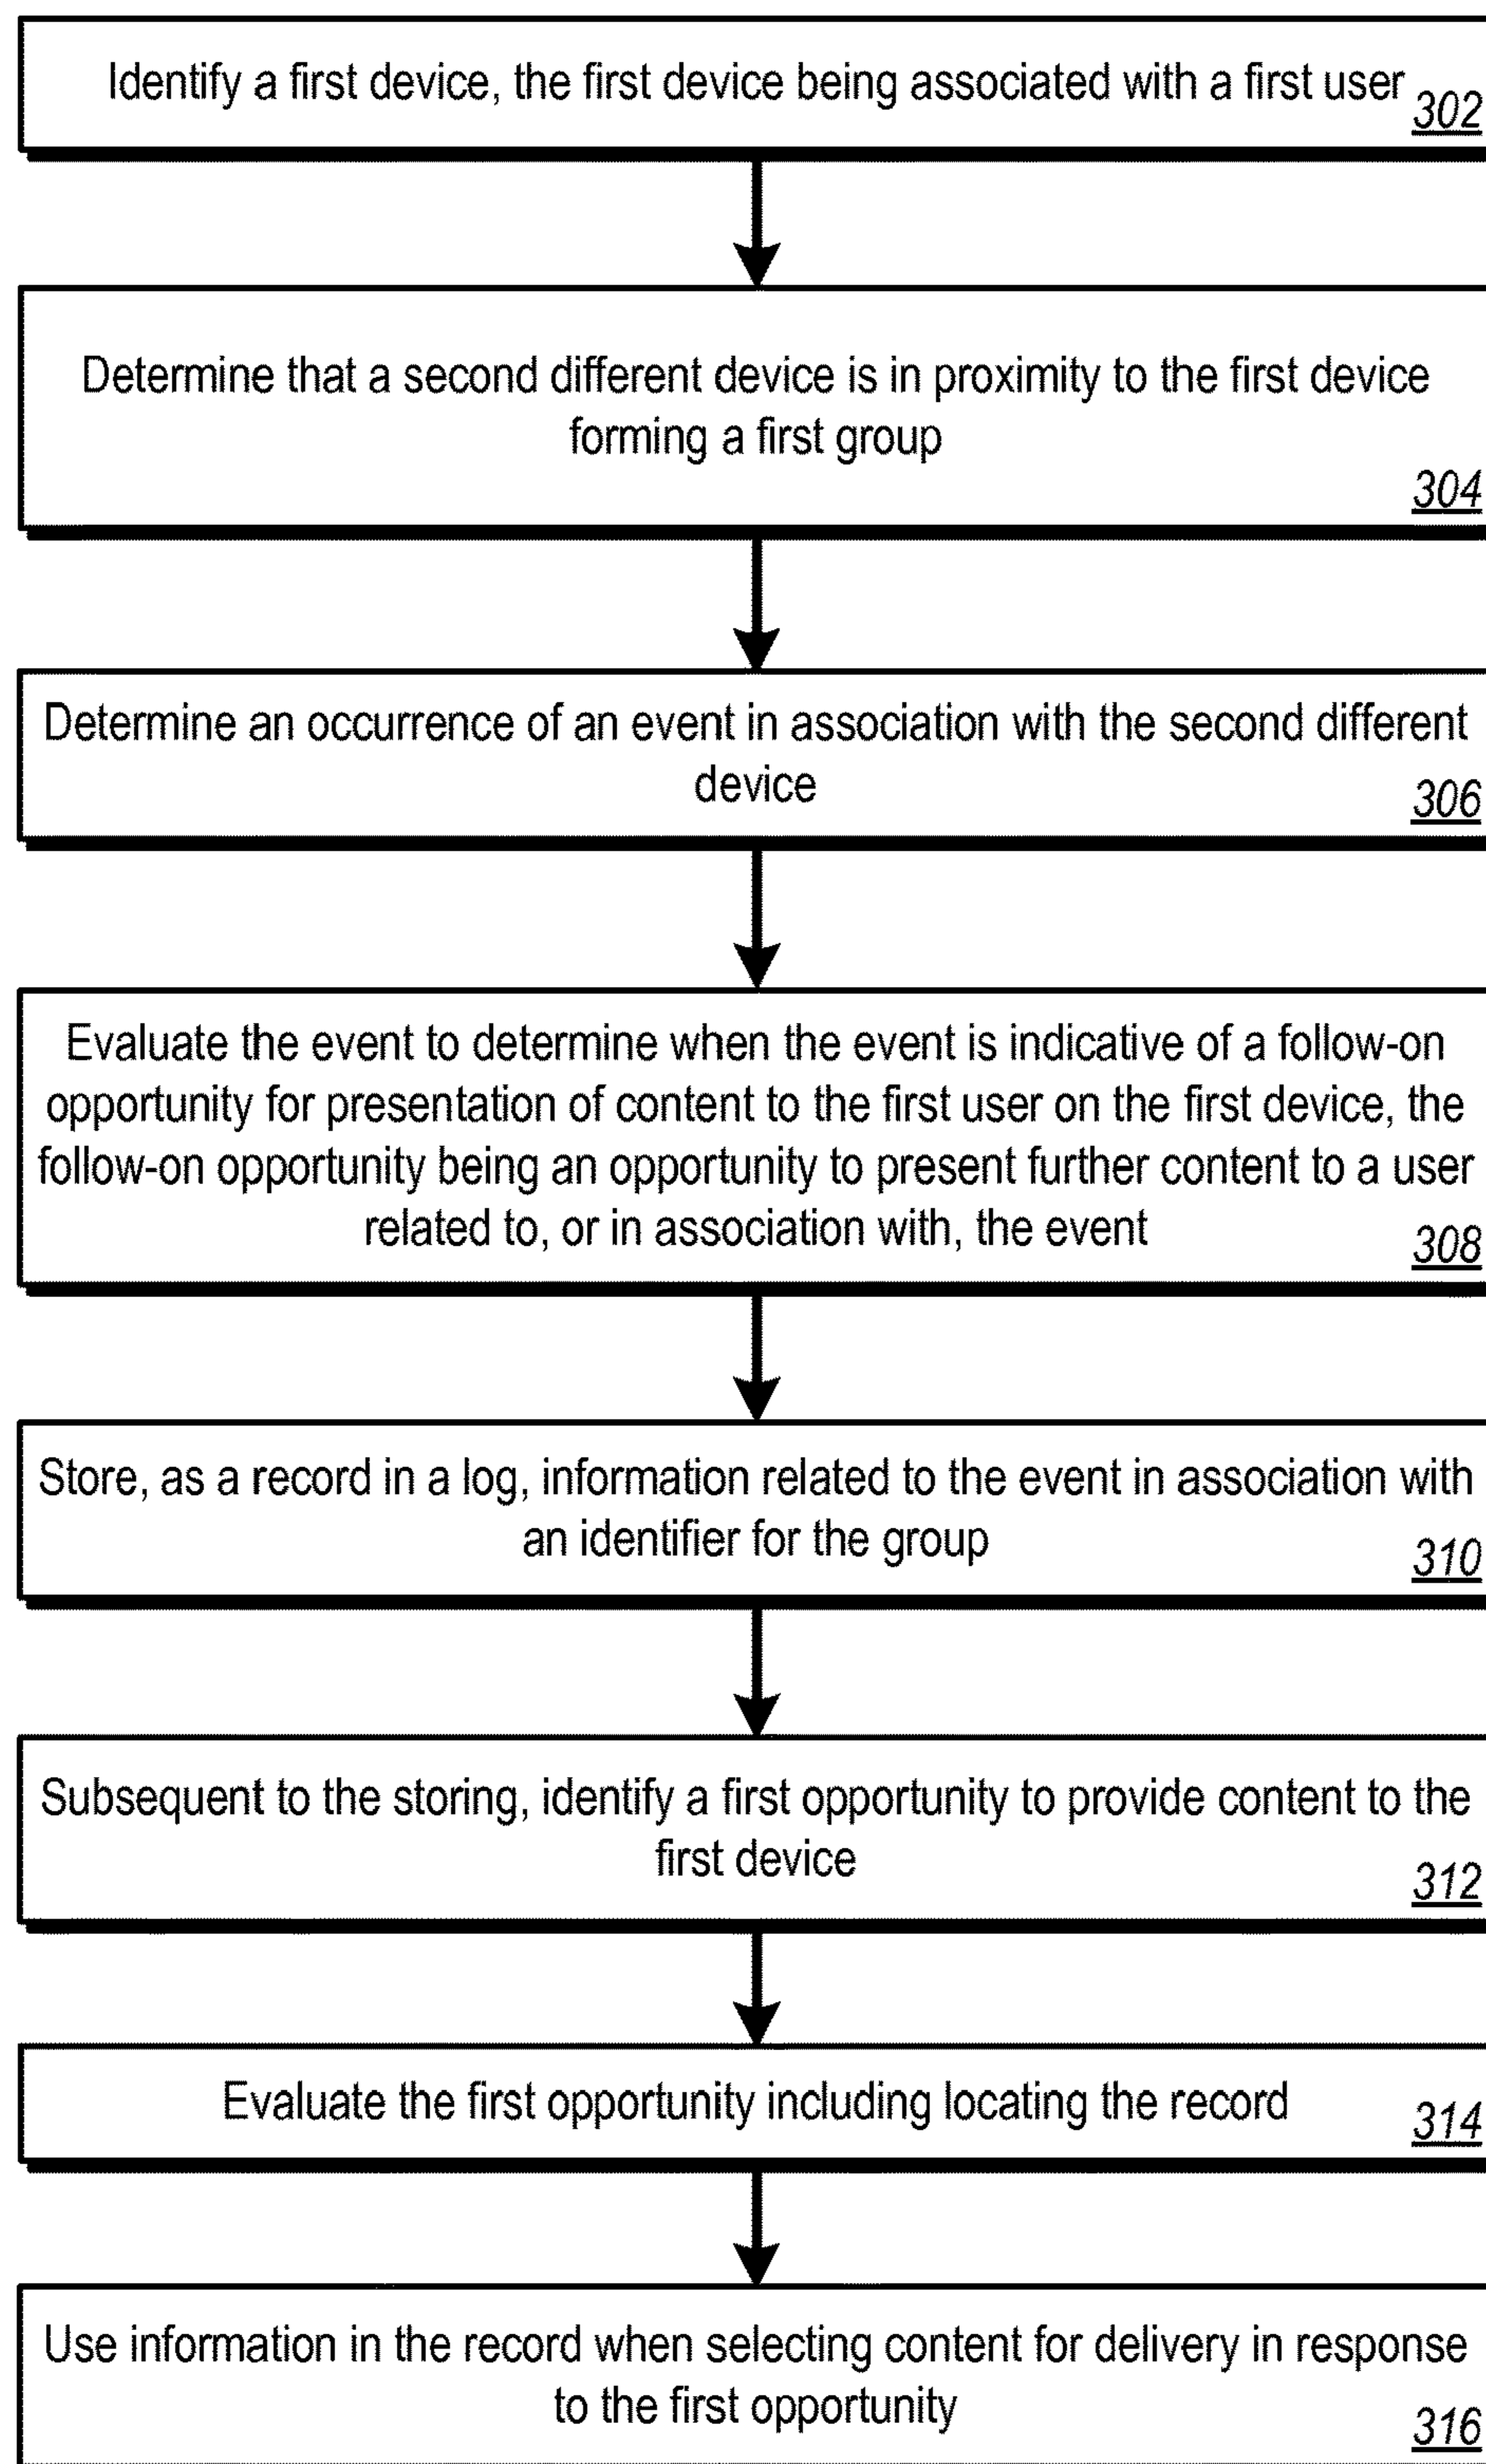 Identify a first device, the first device being associated with a first user
302
Determine that a second different device is in proximity to the first device
forming a first group
304
Determine an occurrence of an event in association with the second different
device
306
Evaluate the event to determine when the event is indicative of a follow-on
opportunity for presentation of content to the first user on the first device, the
follow-on opportunity being an opportunity to present further content to a user
related to, or in association with, the event
308
Store, as a record in a log, information related to the event in association with
an identifier for the group
310
Subsequent to the storing, identify a first opportunity to provide content to the
first device
312
Evaluate the first opportunity including locating the record
314
Use information in the record when selecting content for delivery in response
to the first opportunity
316